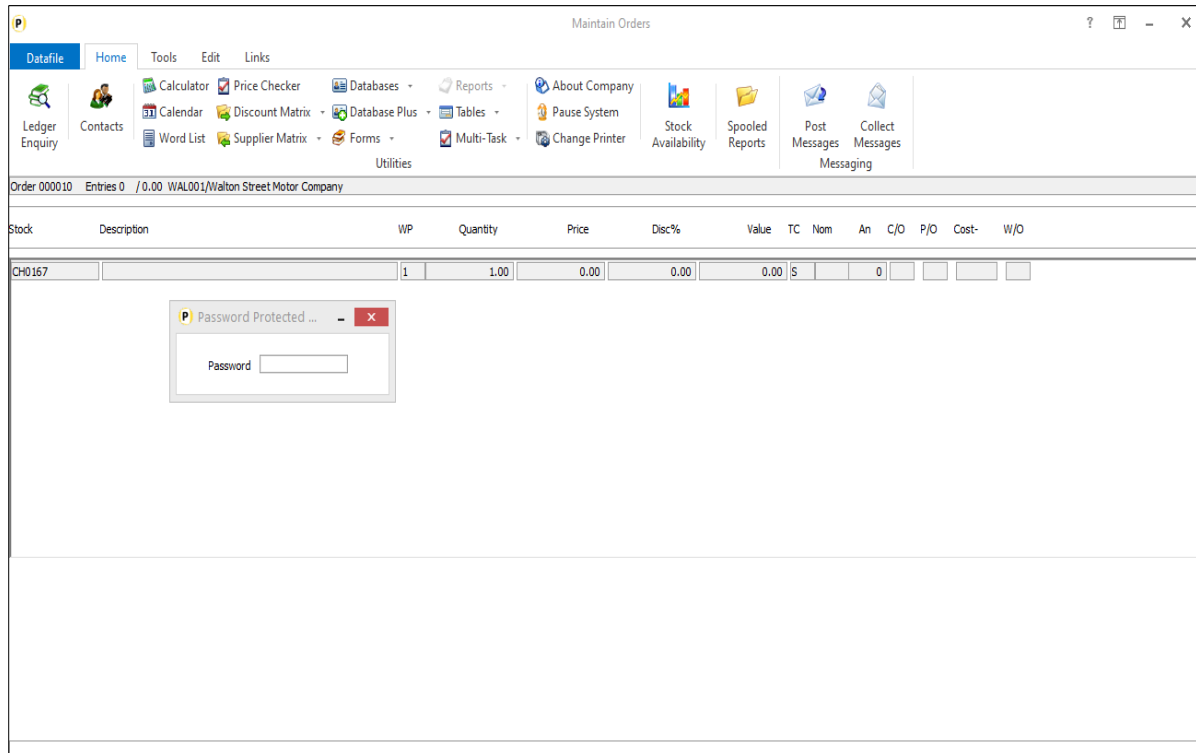 P Maintain Orders ?
Datafile Home Tools Edit Links
Calculator Price Checker Databases Reports About Company
Calendar Discount Matrix Database Plus Tables Pause System
Word List Supplier Matrix Forms Multi-Task Change Printer
Ledger Enquiry
Contacts
31
Stock Availability
Spooled Reports
Post Messages
Collect Messages
Utilities Messaging
Order 000010 Entries 0 / 0.00 WAL001/Walton Street Motor Company
Stock Description WP Quantity Price Disc% Value TC Nom An C/O P/O Cost- W/O
CH0167 1 1.00 0.00 0.00 0.00 S 0
P Password Protected ...
Password